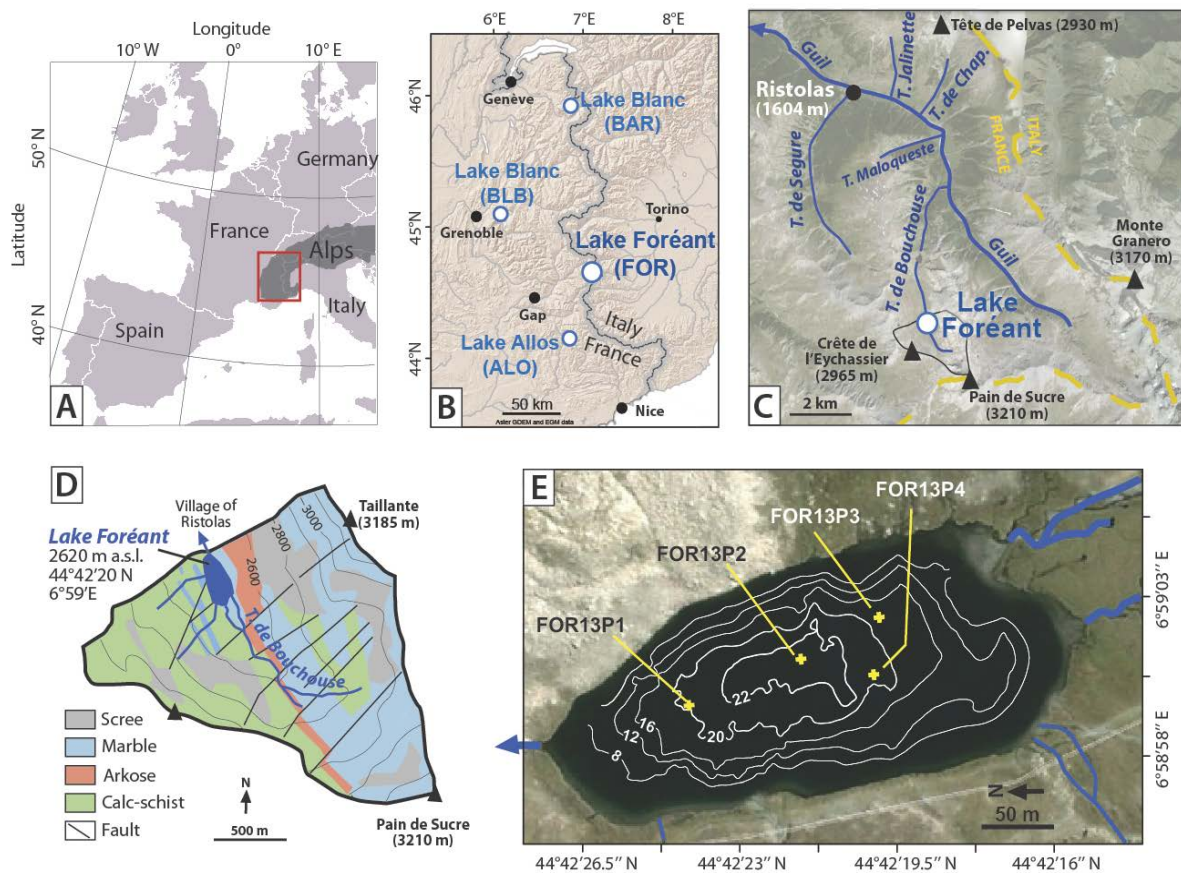 Longitude
10° W
0°
10° E
Latitude
50° N
40° N
Germany
France
Alps
Italy
Spain
A
6°E
7°E
8°E
46°N
45°N
44°N
Genève
Lake Blanc
(BAR)
Lake Blanc
(BLB)
Grenoble
Torino
Lake Foréant
(FOR)
Gap
Italy
France
Lake Allos
(ALO)
50 km
Nice
Aster GDEM and EGM data
B
Tête de Pelvas (2930 m)
Guil
T. Jalinette
T. de Chap.
Ristolas
(1604 m)
ITALY
FRANCE
T. de Segure
T. Maloqueste
T. de Bouchouse
Guil
Monte
Granero
(3170 m)
Lake
Foréant
Crête de
l'Eychassier
(2965 m)
Pain de Sucre
(3210 m)
2 km
C
D
Village of
Ristolas
Taillante
(3185 m)
Lake Foréant
2620 m a.s.l.
44°42'20 N
6°59'E
3000
2800
2600
T. de Bouchouse
Scree
Marble
Arkose
Calc-schist
Fault
N
500 m
Pain de Sucre
(3210 m)
E
FOR13P4
FOR13P3
FOR13P2
FOR13P1
22
20
16
12
8
N
50 m
6°59'03'' E
6°58'58'' E
44°42'26.5'' N
44°42'23'' N
44°42'19.5'' N
44°42'16'' N